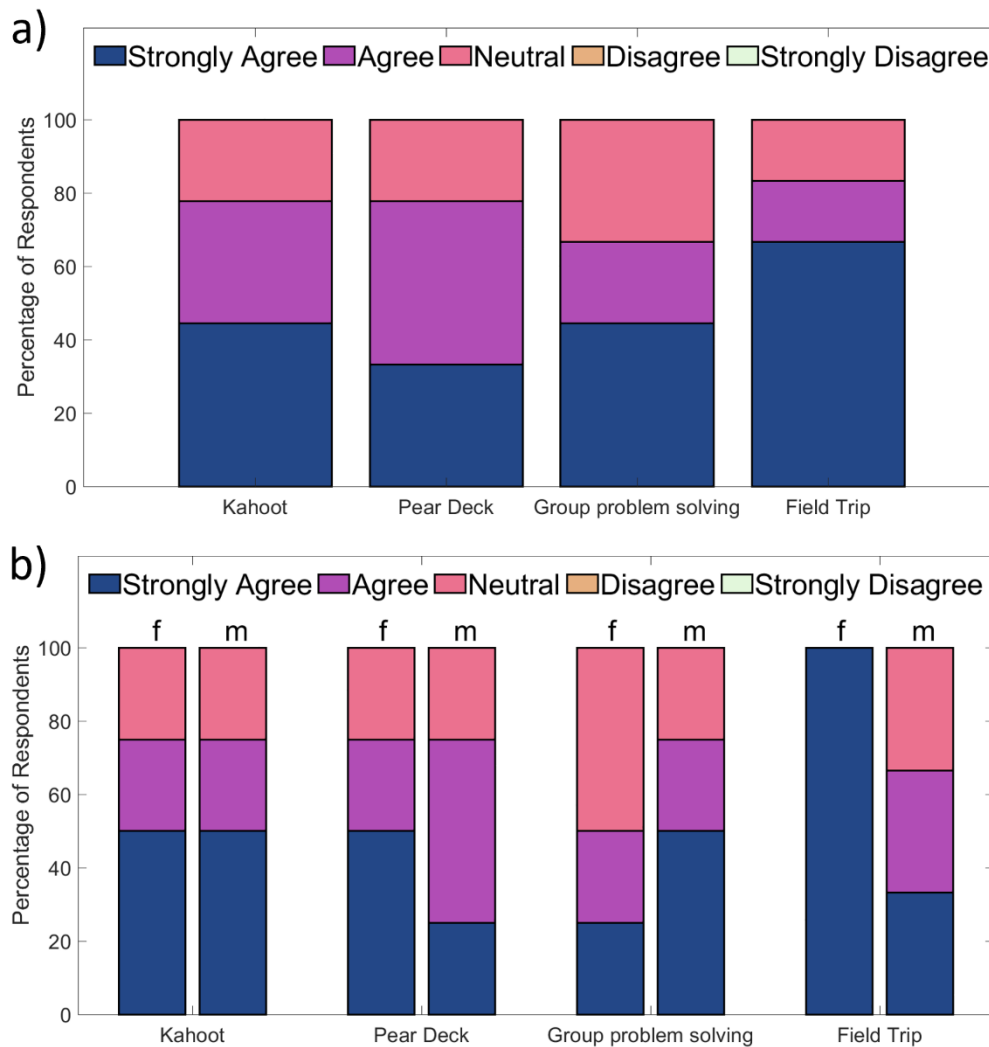 a)
Strongly Agree Agree Neutral Disagree Strongly Disagree
Percentage of Respondents
100
80
60
40
20
0
Kahoot Pear Deck Group problem solving Field Trip
b)
Strongly Agree Agree Neutral Disagree Strongly Disagree
f m f m f m f m
Percentage of Respondents
100
80
60
40
20
0
Kahoot Pear Deck Group problem solving Field Trip